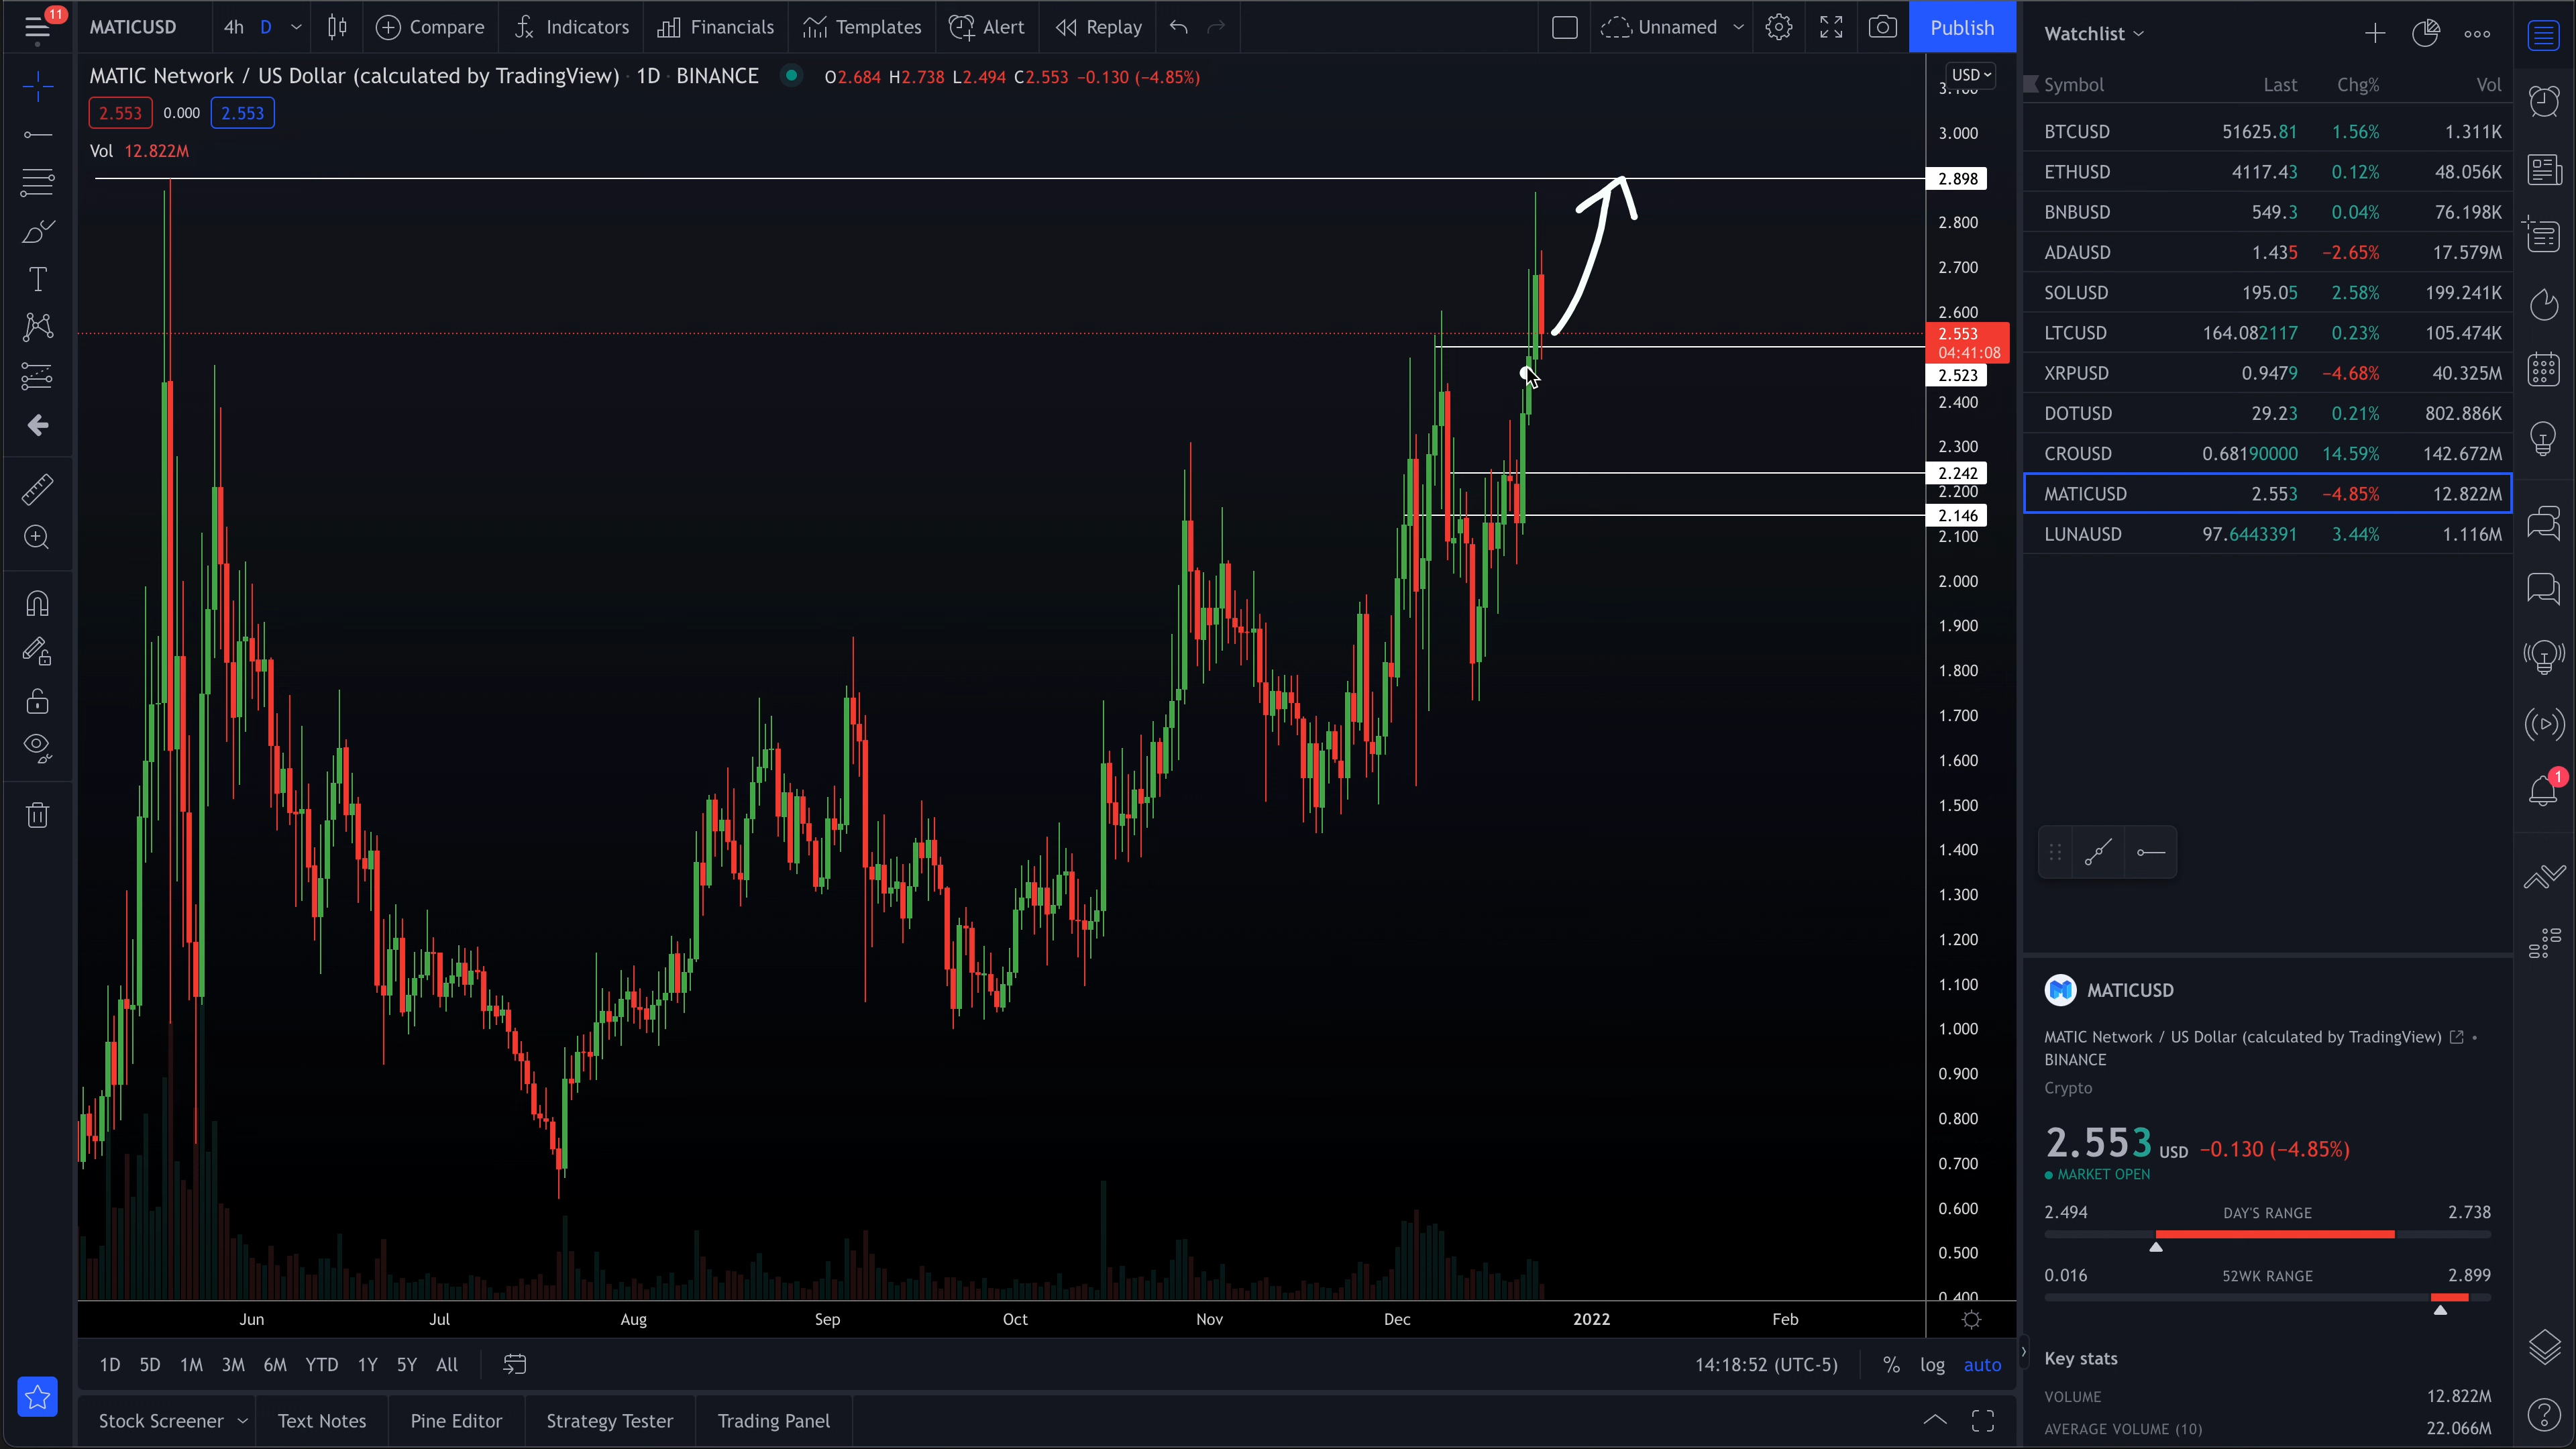 11
MATICUSD 4h D Compare Indicators Financials Templates Alert Replay Unnamed Publish
MATIC Network / US Dollar (calculated by TradingView) · 1D · BINANCE O2.684 H2.738 L2.494 C2.553 −0.130 (−4.85%)
2.553 0.000 2.553
Vol 12.822M
USD
3.000
2.898
2.800
2.700
2.600
2.553
04:41:08
2.523
2.400
2.300
2.242
2.200
2.146
2.100
2.000
1.900
1.800
1.700
1.600
1.500
1.400
1.300
1.200
1.100
1.000
0.900
0.800
0.700
0.600
0.500
0.400
Jun Jul Aug Sep Oct Nov Dec 2022 Feb
1D 5D 1M 3M 6M YTD 1Y 5Y All 14:18:52 (UTC-5) % log auto
Stock Screener Text Notes Pine Editor Strategy Tester Trading Panel
Watchlist
Symbol Last Chg% Vol
BTCUSD 51625.81 1.56% 1.311K
ETHUSD 4117.43 0.12% 48.056K
BNBUSD 549.3 0.04% 76.198K
ADAUSD 1.435 −2.65% 17.579M
SOLUSD 195.05 2.58% 199.241K
LTCUSD 164.082117 0.23% 105.474K
XRPUSD 0.9479 −4.68% 40.325M
DOTUSD 29.23 0.21% 802.886K
CROUSD 0.68190000 14.59% 142.672M
MATICUSD 2.553 −4.85% 12.822M
LUNAUSD 97.6443391 3.44% 1.116M
1
MATICUSD
MATIC Network / US Dollar (calculated by TradingView) •
BINANCE
Crypto
2.553 USD −0.130 (−4.85%)
MARKET OPEN
2.494 DAY'S RANGE 2.738
0.016 52WK RANGE 2.899
Key stats
VOLUME 12.822M
AVERAGE VOLUME (10) 22.066M